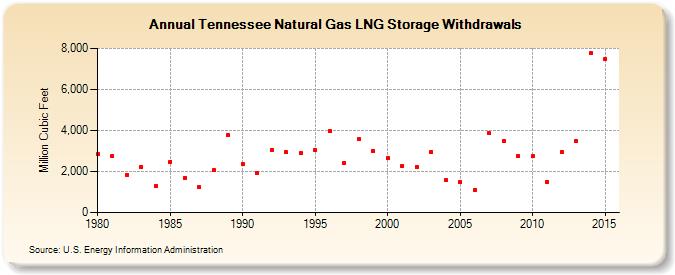 Annual Tennessee Natural Gas LNG Storage Withdrawals
Million Cubic Feet
8,000
6,000
4,000
2,000
0
1980 1985 1990 1995 2000 2005 2010 2015
Source: U.S. Energy Information Administration